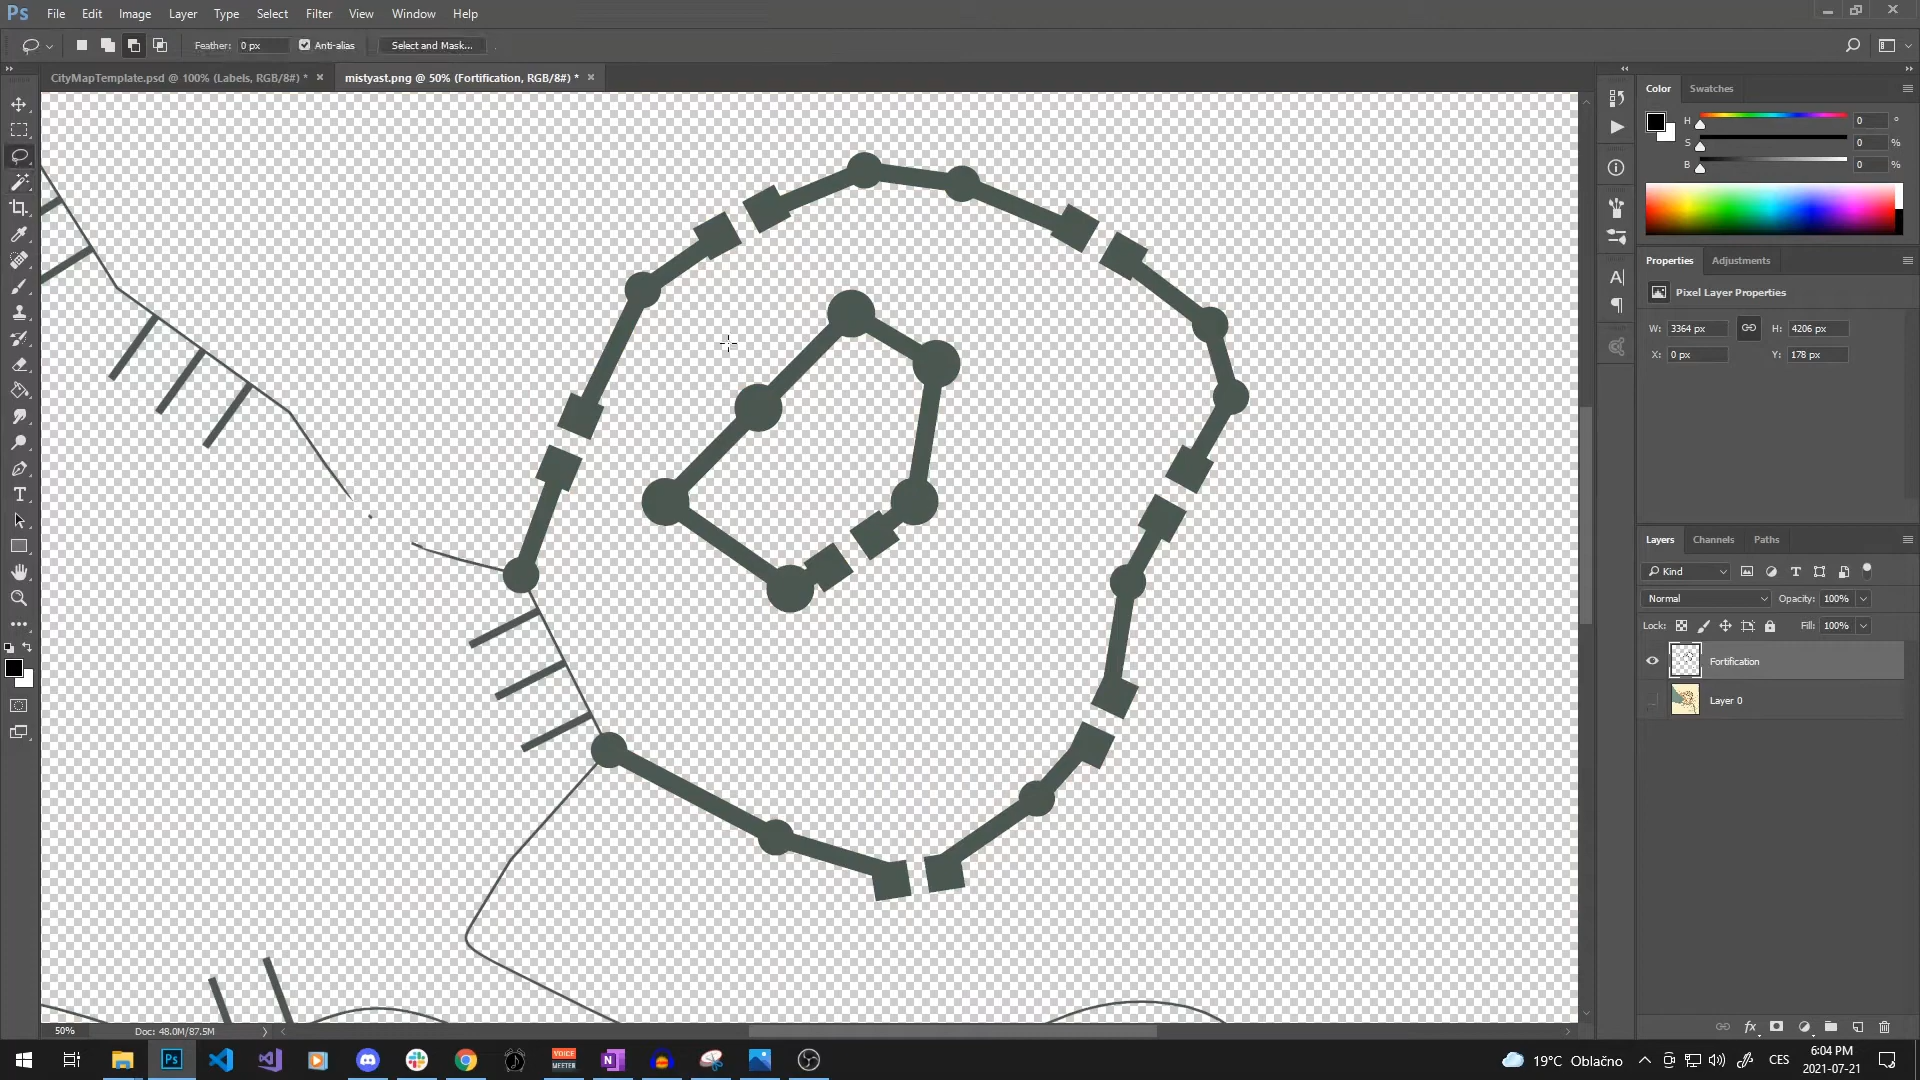 Ps File Edit Image Layer Type Select Filter View Window Help
Feather: 0 px Anti-alias Select and Mask...
CityMapTemplate.psd @ 100% (Labels, RGB/8#) * × mistyast.png @ 50% (Fortification, RGB/8#) * ×
Color Swatches
H 0 °
S 0 %
B 0 %
Properties Adjustments
Pixel Layer Properties
W: 3364 px H: 4206 px
X: 0 px Y: 178 px
Layers Channels Paths
Kind
Normal Opacity: 100%
Lock: Fill: 100%
Fortification
Layer 0
50% Doc: 48.0M/87.5M
Ps VOICE MEETER N 19°C Oblačno CES 6:04 PM
2021-07-21